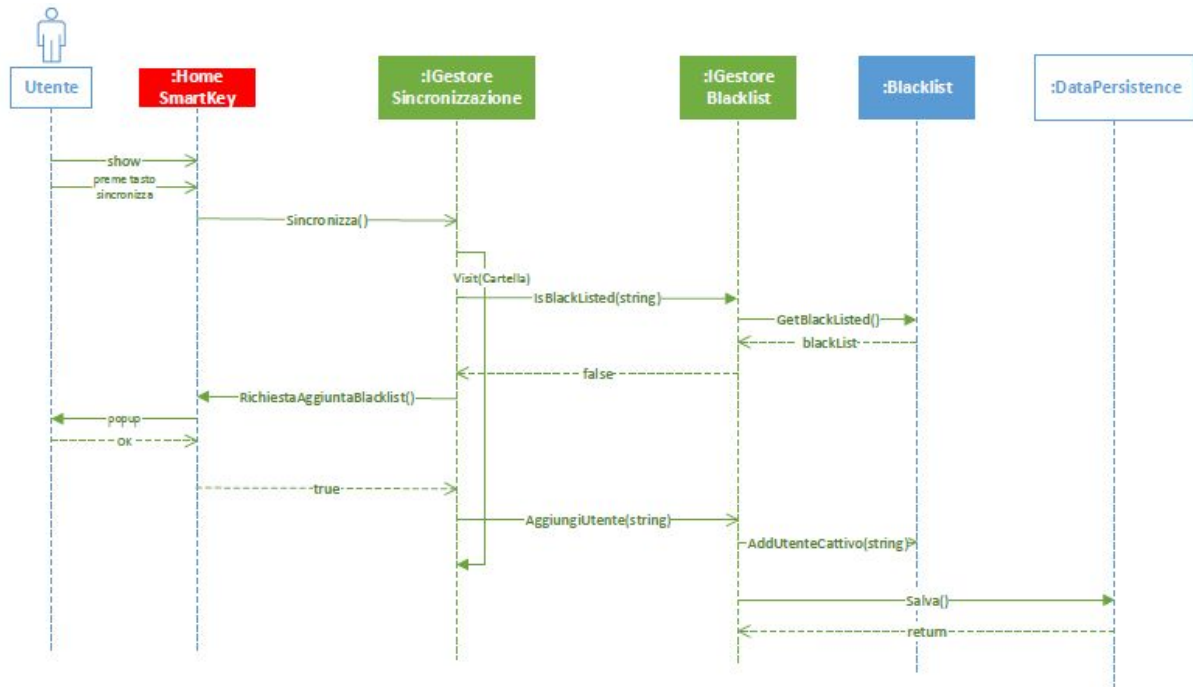 Utente
:Home
SmartKey
:IGestore
Sincronizzazione
:IGestore
Blacklist
:Blacklist
:DataPersistence
show
preme tasto
sincronizza
Sincronizza()
Visit(Cartella)
IsBlackListed(string)
GetBlackListed()
blackList
false
RichiestaAggiuntaBlacklist()
popup
OK
true
AggiungiUtente(string)
AddUtenteCattivo(string)
Salva()
return